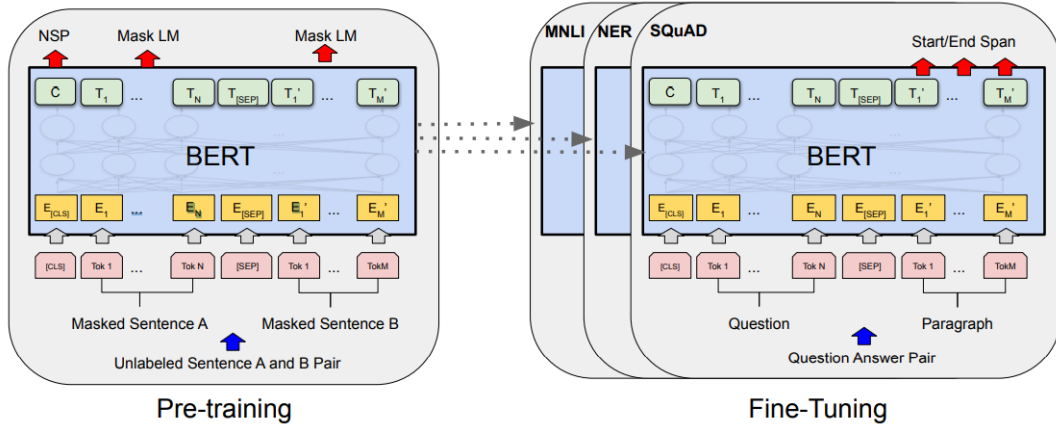 NSP Mask LM Mask LM
C T1 ... TN T[SEP] T1' ... TM'
...
...
BERT
E[CLS] E1 ... EN E[SEP] E1' ... EM'
[CLS] Tok 1 ... Tok N [SEP] Tok 1 ... TokM
Masked Sentence A Masked Sentence B
Unlabeled Sentence A and B Pair
Pre-training
MNLI NER SQuAD
Start/End Span
C T1 ... TN T[SEP] T1' ... TM'
...
...
BERT
E[CLS] E1 ... EN E[SEP] E1' ... EM'
[CLS] Tok 1 ... Tok N [SEP] Tok 1 ... TokM
Question Paragraph
Question Answer Pair
Fine-Tuning